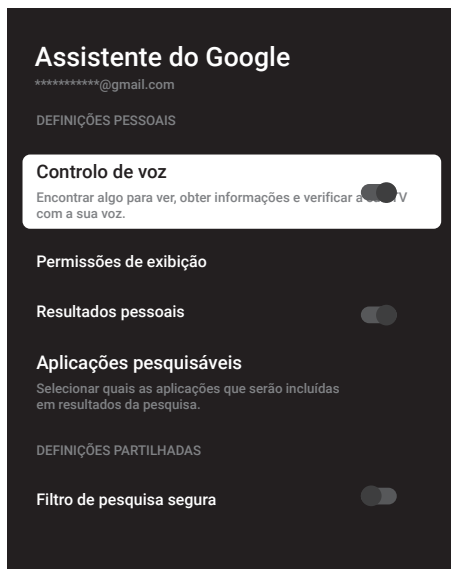 Assistente do Google
***********@gmail.com
DEFINIÇÕES PESSOAIS
Controlo de voz
Encontrar algo para ver, obter informações e verificar a TV
com a sua voz.
Permissões de exibição
Resultados pessoais
Aplicações pesquisáveis
Selecionar quais as aplicações que serão incluídas
em resultados da pesquisa.
DEFINIÇÕES PARTILHADAS
Filtro de pesquisa segura